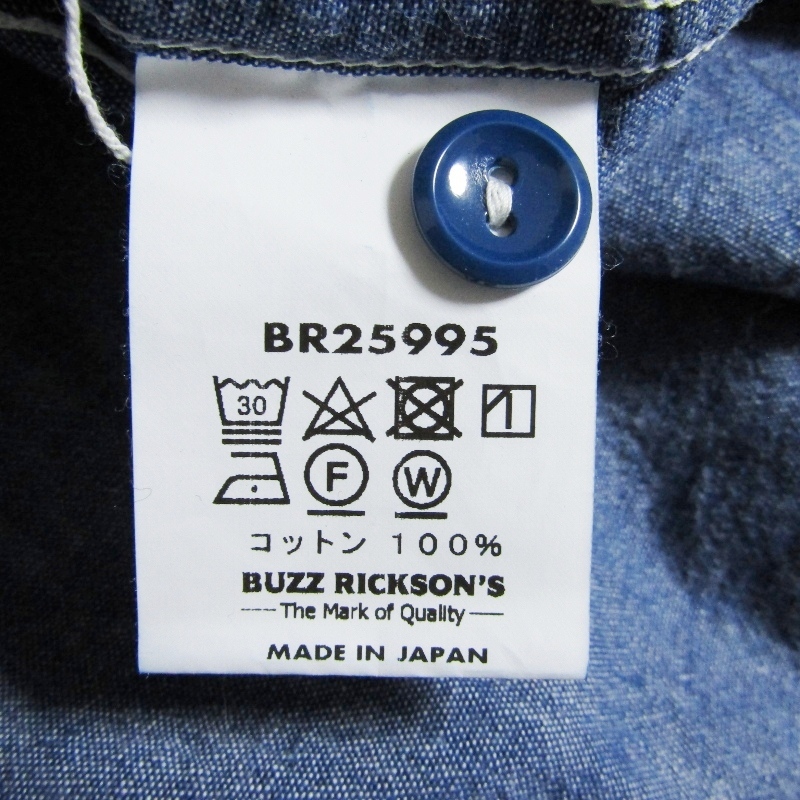 BR25995
30
F W
コットン 100%
BUZZ RICKSON'S
The Mark of Quality
MADE IN JAPAN